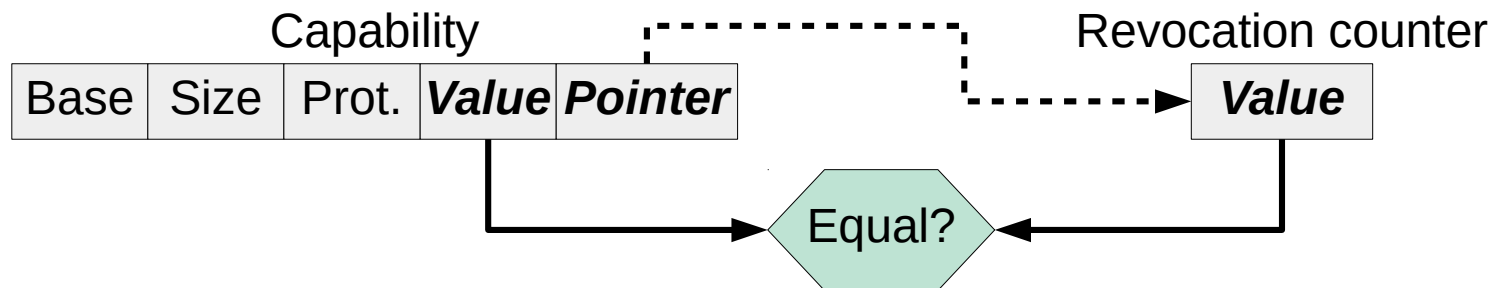 Capability
Revocation counter
Base Size Prot. Value Pointer
Value
Equal?